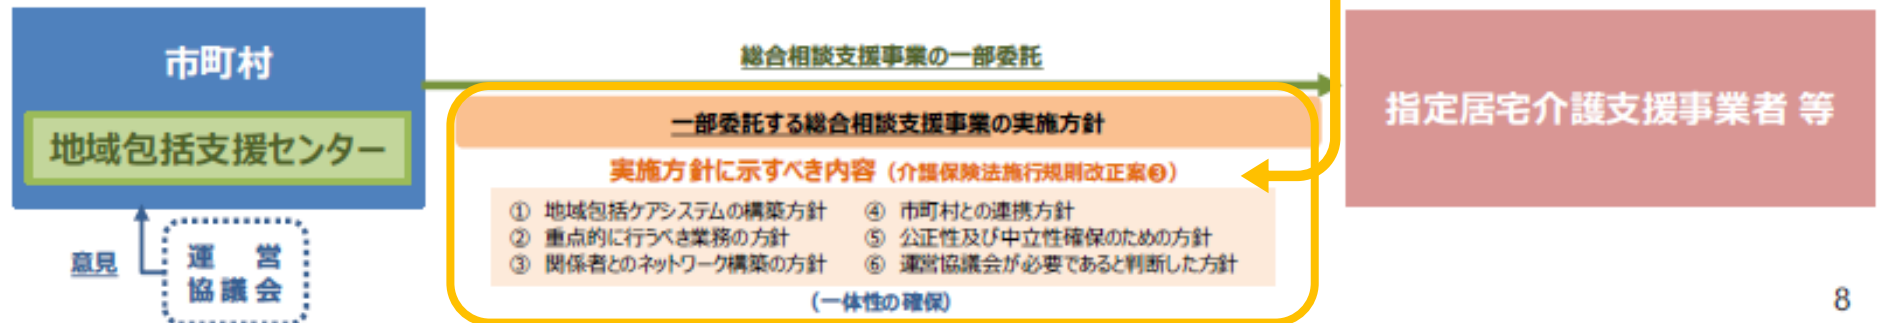 市町村
地域包括支援センター
意見
運営
協議会
総合相談支援事業の一部委託
一部委託する総合相談支援事業の実施方針
実施方針に示すべき内容（介護保険法施行規則改正案❸）
① 地域包括ケアシステムの構築方針
② 重点的に行うべき業務の方針
③ 関係者とのネットワーク構築の方針
④ 市町村との連携方針
⑤ 公正性及び中立性確保のための方針
⑥ 運営協議会が必要であると判断した方針
(一体性の確保)
指定居宅介護支援事業者 等
8